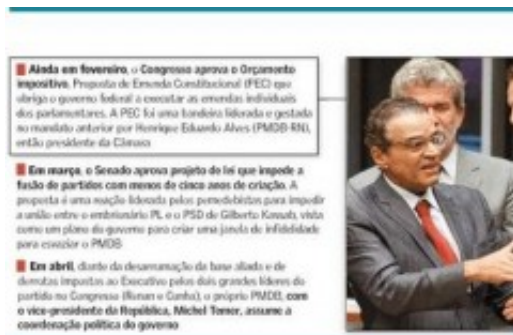 Ainda em fevereiro, o Congresso aprova o Orçamento
impositivo, Proposta de Emenda Constitucional (PEC) que
obriga o governo federal a executar as emendas individuais
dos parlamentares. A PEC foi uma bandeira liderada e gestada
no mandato anterior por Henrique Eduardo Alves (PMDB-RN),
então presidente da Câmara
Em março, o Senado aprova projeto de lei que impede a
fusão de partidos com menos de cinco anos de criação. A
proposta é uma reação liderada pelos peemedebistas para impedir
a união entre o embrionário PL e o PSD de Gilberto Kassab, vista
como um plano do governo para criar uma janela de infidelidade
para esvaziar o PMDB
Em abril, diante da desarrumação da base aliada e de
derrotas impostas ao Executivo pelos dois grandes líderes do
partido no Congresso (Renan e Cunha), o próprio PMDB, com
o vice-presidente da República, Michel Temer, assume a
coordenação política do governo